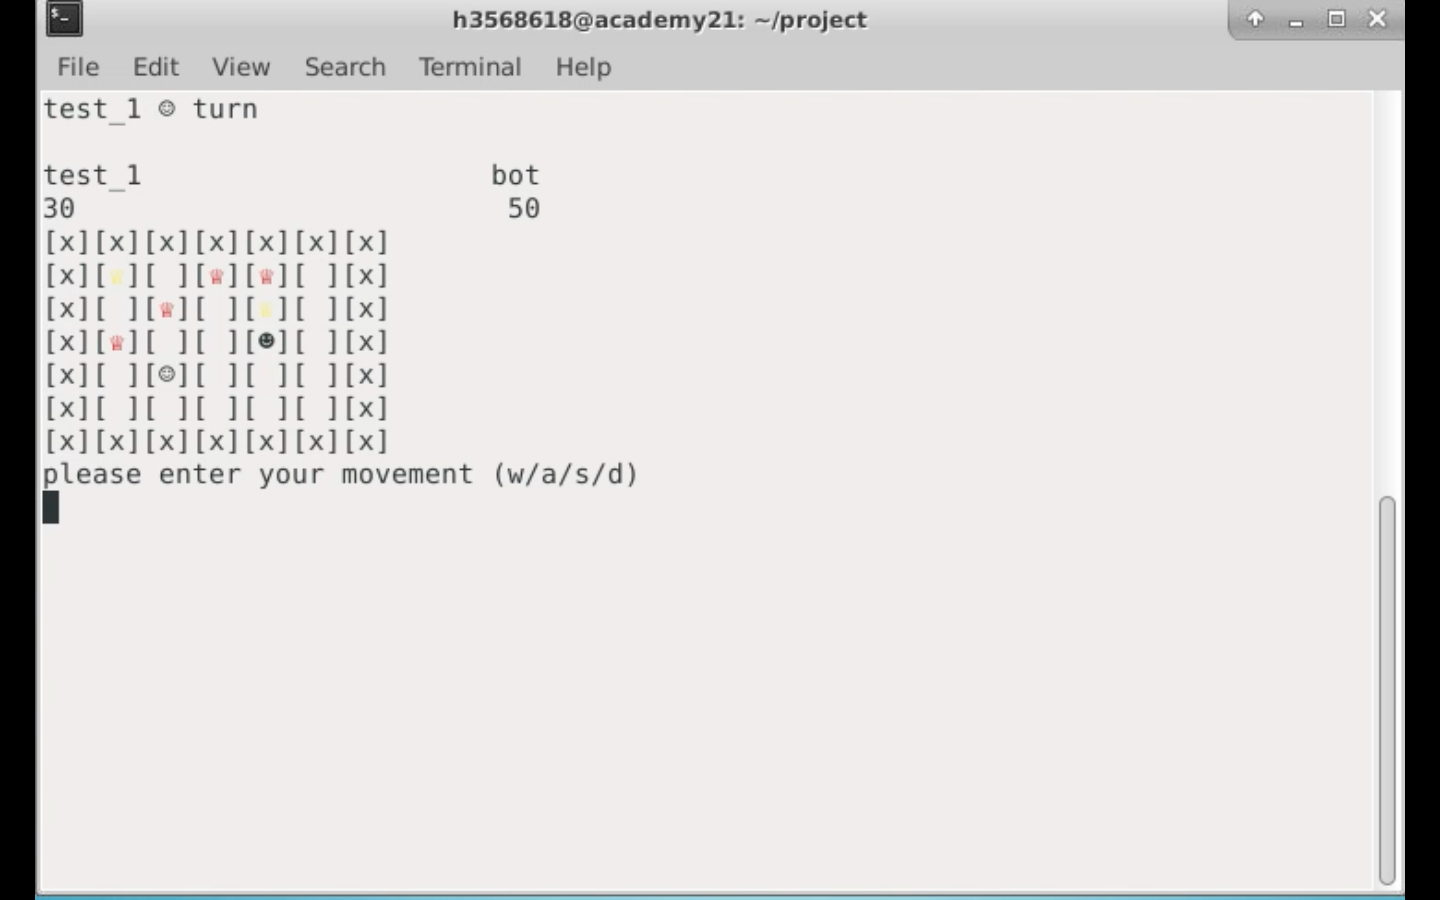 h3568618@academy21: ~/project
File Edit View Search Terminal Help
test_1 ☺ turn
test_1 bot
30 50
[x][x][x][x][x][x][x]
[x][♕][ ][♕][♕][ ][x]
[x][ ][♕][ ][♕][ ][x]
[x][♕][ ][ ][☻][ ][x]
[x][ ][☺][ ][ ][ ][x]
[x][ ][ ][ ][ ][ ][x]
[x][x][x][x][x][x][x]
please enter your movement (w/a/s/d)